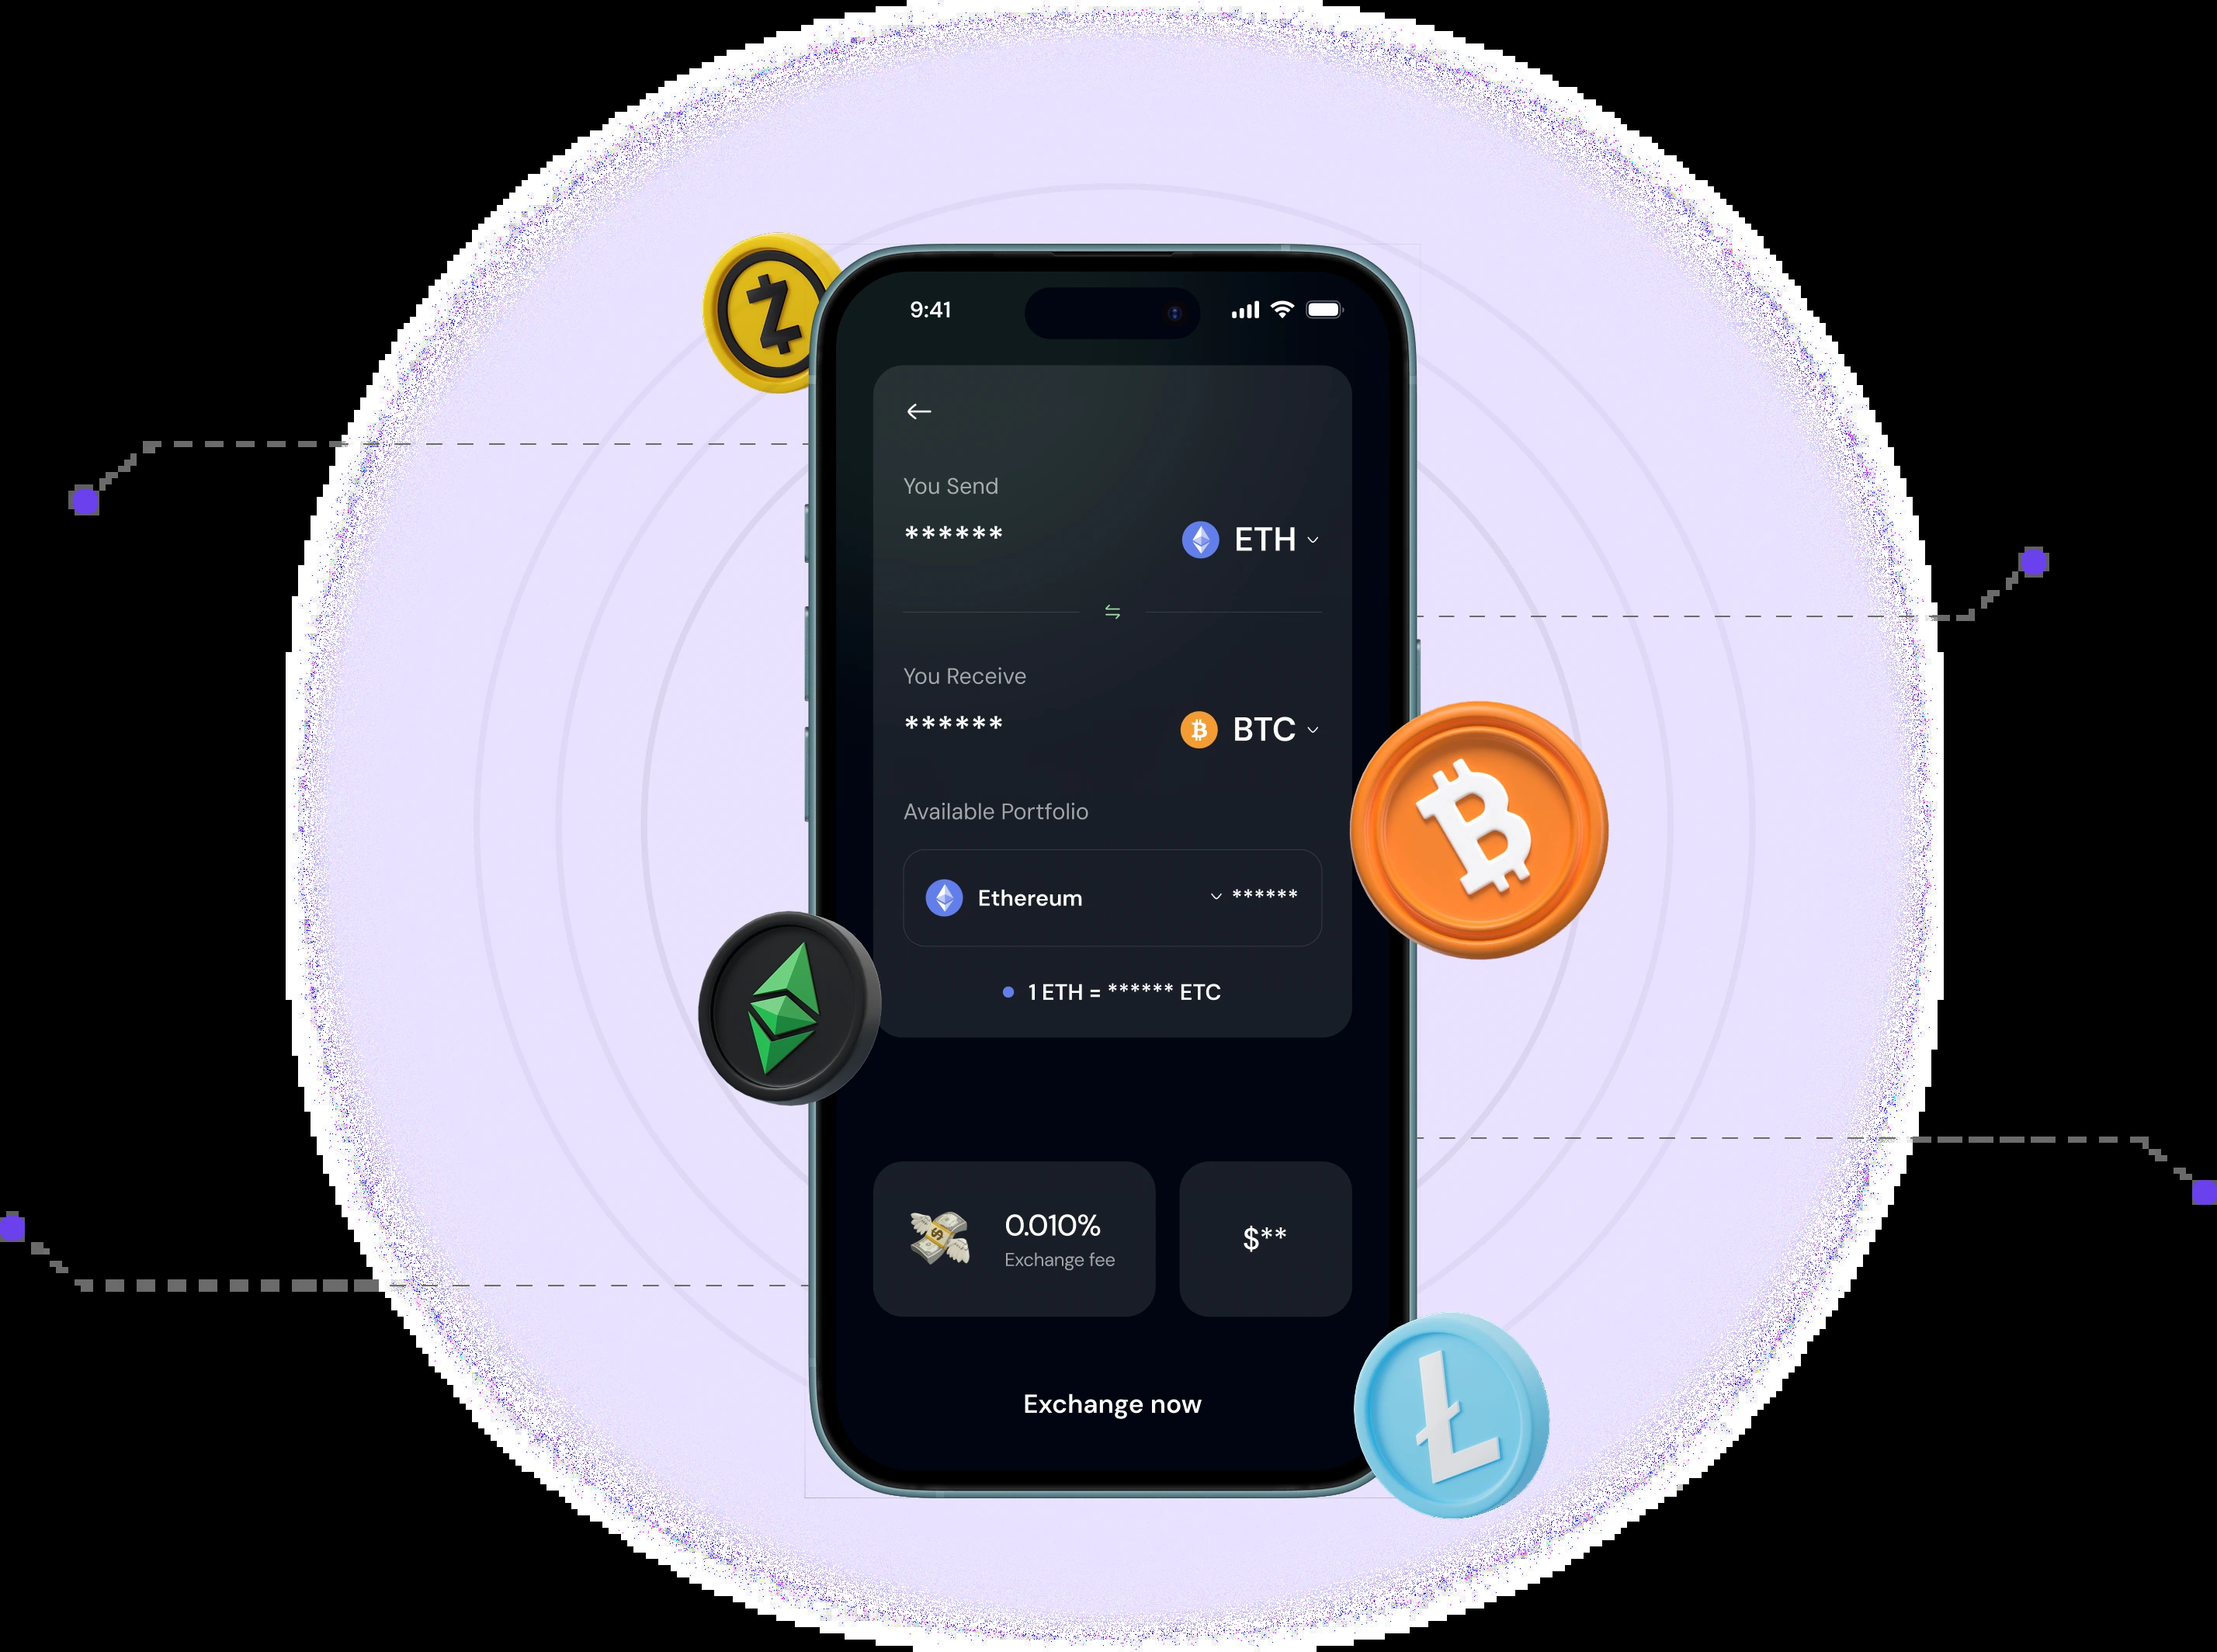 9:41
You Send
****** ETH
You Receive
****** BTC
Available Portfolio
Ethereum ******
1 ETH = ****** ETC
0.010%
Exchange fee
$**
Exchange now